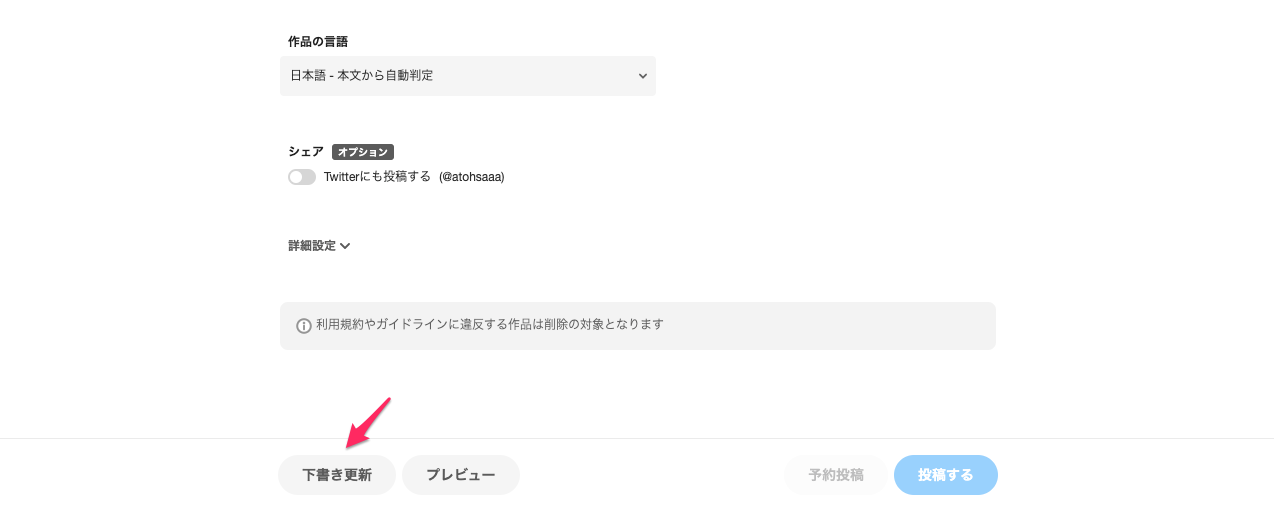 作品の言語
日本語 - 本文から自動判定
シェア オプション
Twitterにも投稿する (@atohsaaa)
詳細設定
利用規約やガイドラインに違反する作品は削除の対象となります
下書き更新 プレビュー 予約投稿 投稿する